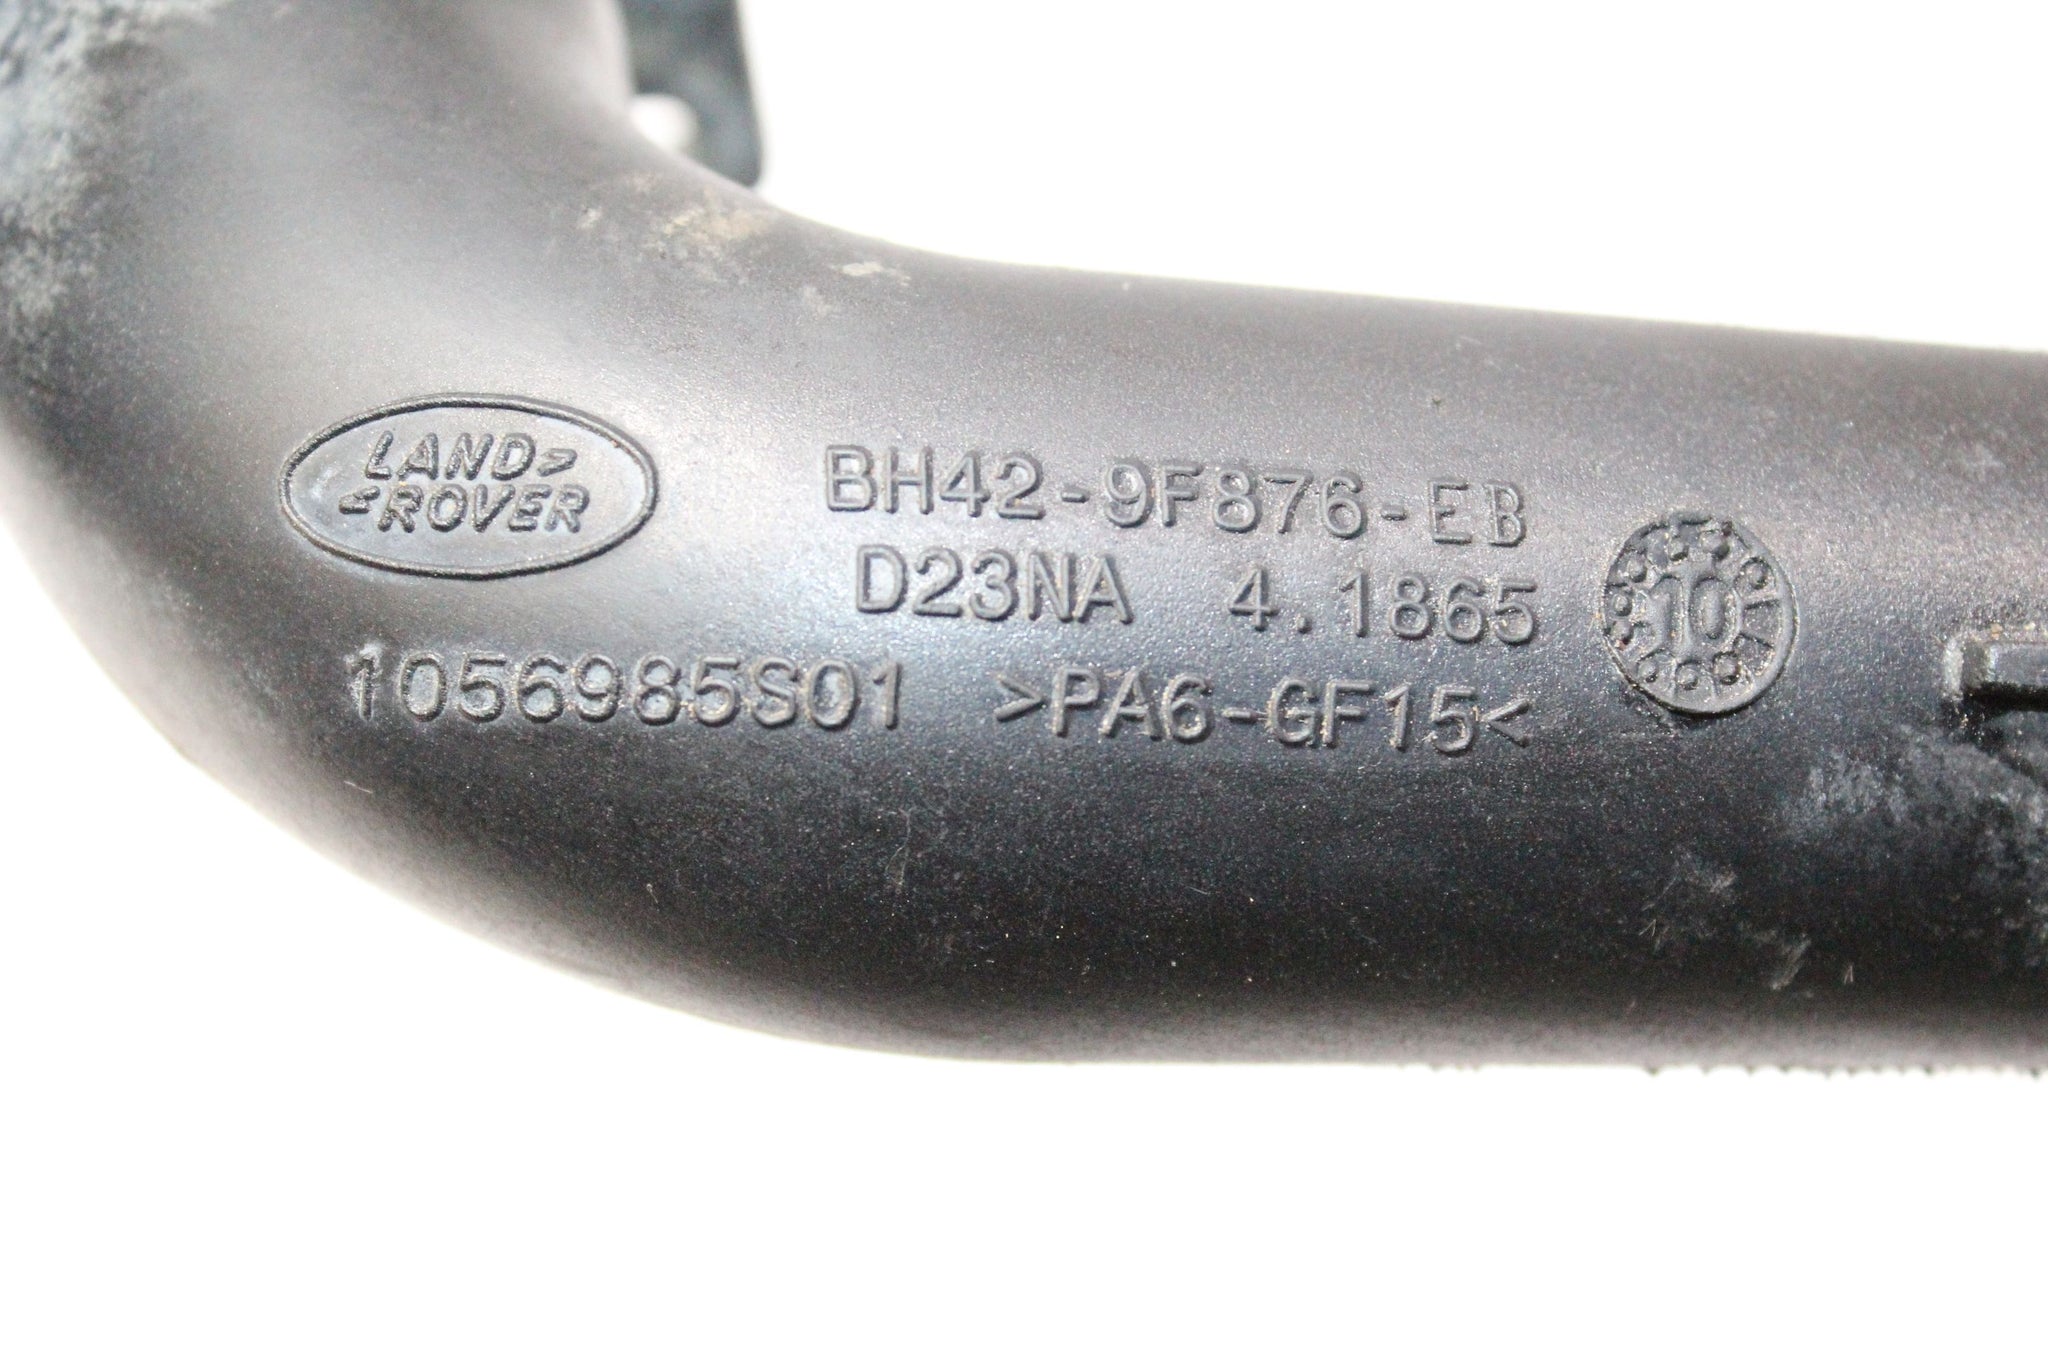 LAND>
<ROVER
BH42-9F876-EB
D23NA 4.1865
1056985S01 >PA6-GF15<
10